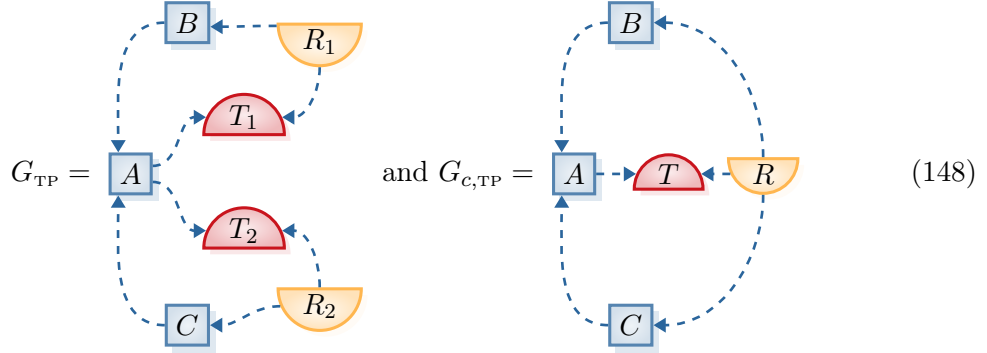 B R₁
T₁
G_TP = A and G_c,TP = A T R (148)
T₂
R₂
C
B
C